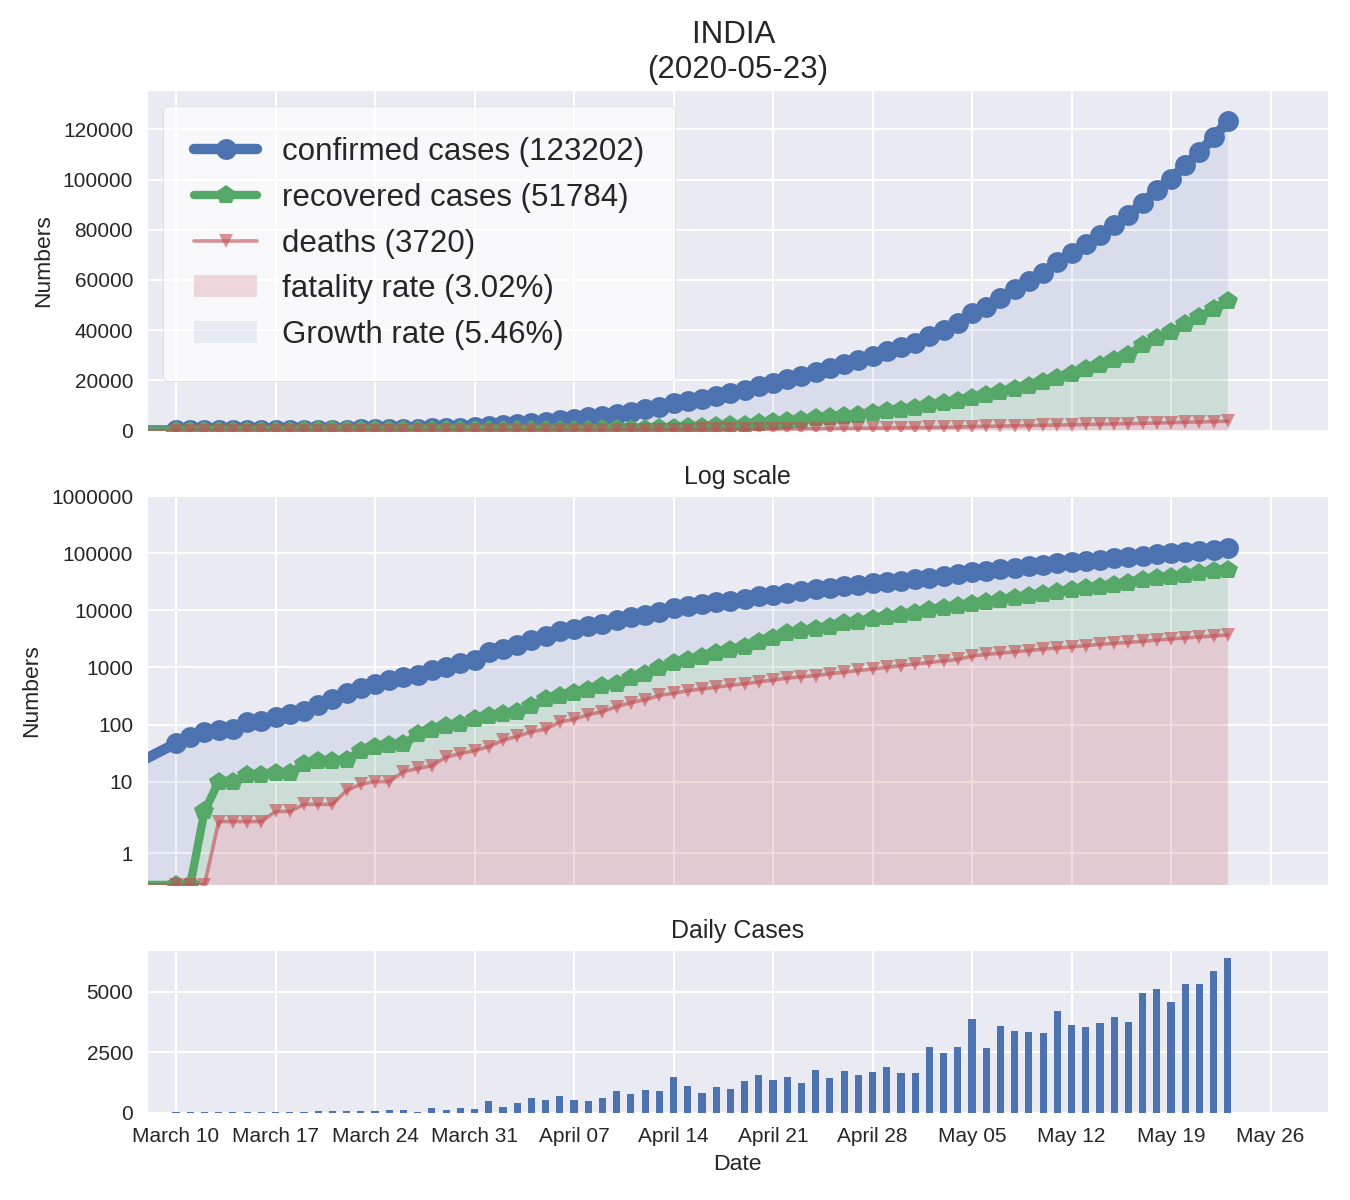 INDIA
(2020-05-23)
Numbers
120000
100000
80000
60000
40000
20000
0
confirmed cases (123202)
recovered cases (51784)
deaths (3720)
fatality rate (3.02%)
Growth rate (5.46%)
Log scale
Numbers
1000000
100000
10000
1000
100
10
1
Daily Cases
5000
2500
0
March 10 March 17 March 24 March 31 April 07 April 14 April 21 April 28 May 05 May 12 May 19 May 26
Date